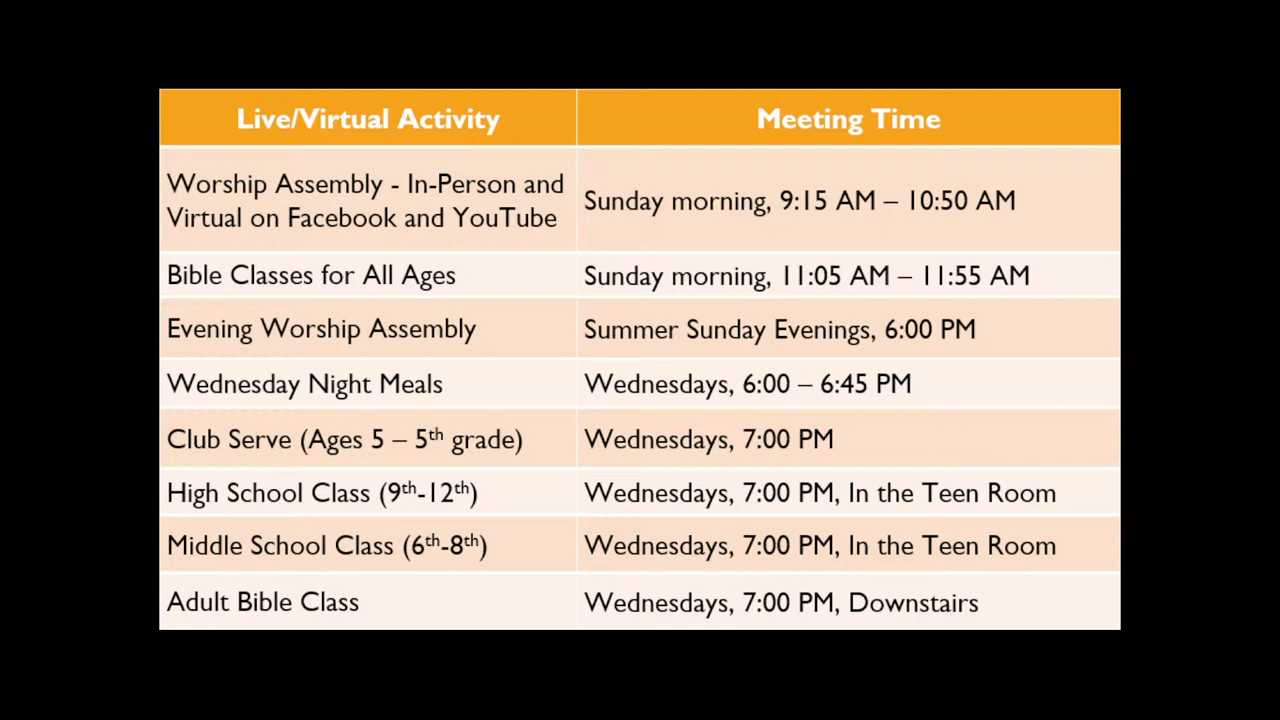 Live/Virtual Activity
Meeting Time
Worship Assembly - In-Person and
Virtual on Facebook and YouTube
Sunday morning, 9:15 AM – 10:50 AM
Bible Classes for All Ages
Sunday morning, 11:05 AM – 11:55 AM
Evening Worship Assembly
Summer Sunday Evenings, 6:00 PM
Wednesday Night Meals
Wednesdays, 6:00 – 6:45 PM
Club Serve (Ages 5 – 5th grade)
Wednesdays, 7:00 PM
High School Class (9th-12th)
Wednesdays, 7:00 PM, In the Teen Room
Middle School Class (6th-8th)
Wednesdays, 7:00 PM, In the Teen Room
Adult Bible Class
Wednesdays, 7:00 PM, Downstairs